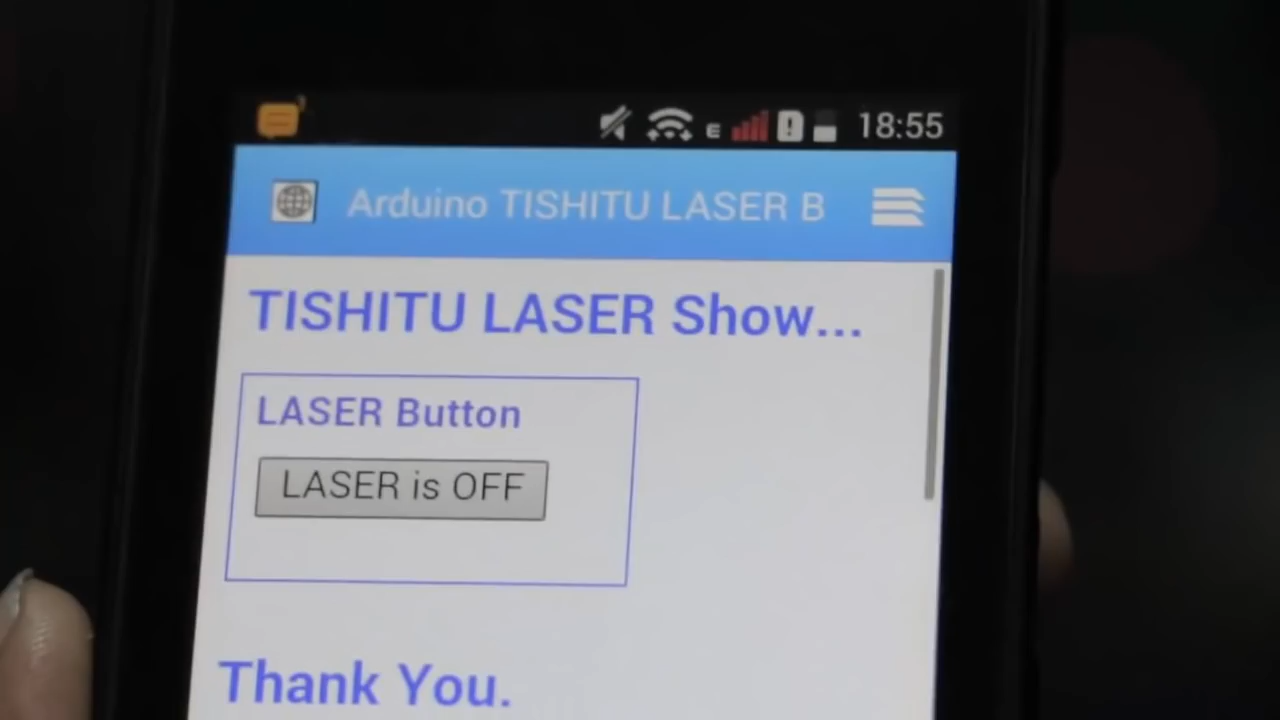 E 18:55
Arduino TISHITU LASER B
TISHITU LASER Show...
LASER Button
LASER is OFF
Thank You.